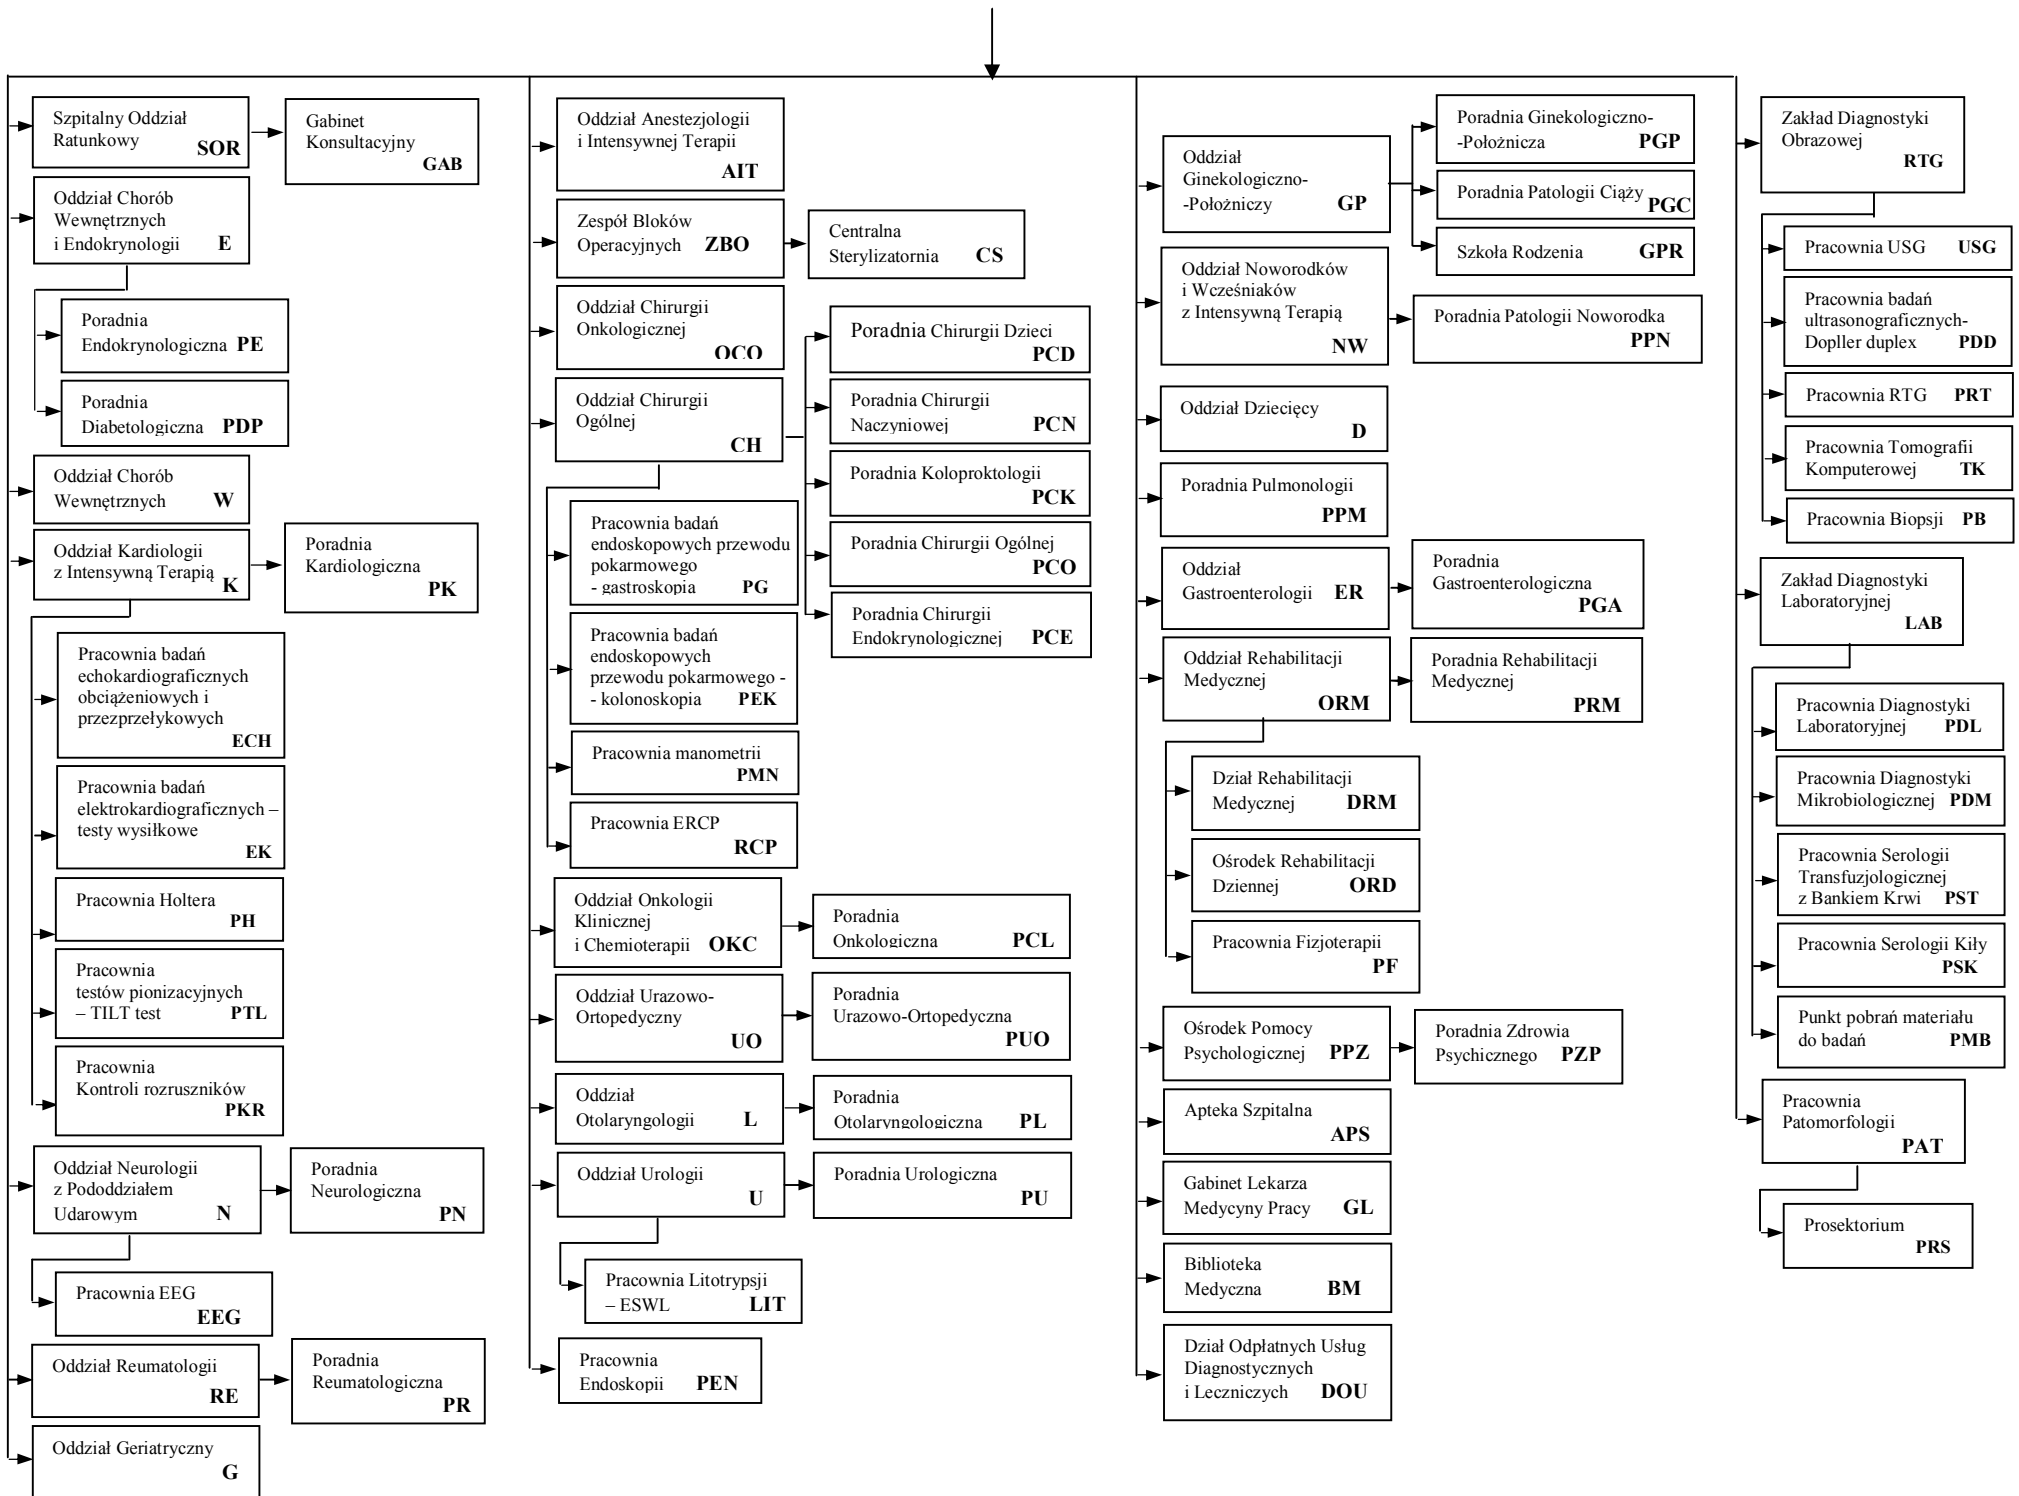 Szpitalny Oddział
Ratunkowy SOR
Gabinet
Konsultacyjny
GAB
Oddział Chorób
Wewnętrznych
i Endokrynologii E
Poradnia
Endokrynologiczna PE
Poradnia
Diabetologiczna PDP
Oddział Chorób
Wewnętrznych W
Oddział Kardiologii
z Intensywną Terapią K
Poradnia
Kardiologiczna
PK
Pracownia badań
echokardiograficznych
obciążeniowych i
przezprzełykowych
ECH
Pracownia badań
elektrokardiograficznych –
testy wysiłkowe
EK
Pracownia Holtera
PH
Pracownia
testów pionizacyjnych
– TILT test PTL
Pracownia
Kontroli rozruszników
PKR
Oddział Neurologii
z Pododdziałem
Udarowym N
Poradnia
Neurologiczna
PN
Pracownia EEG
EEG
Oddział Reumatologii
RE
Poradnia
Reumatologiczna
PR
Oddział Geriatryczny
G
Oddział Anestezjologii
i Intensywnej Terapii
AIT
Zespół Bloków
Operacyjnych ZBO
Centralna
Sterylizatornia CS
Oddział Chirurgii
Onkologicznej
OCO
Oddział Chirurgii
Ogólnej
CH
Poradnia Chirurgii Dzieci
PCD
Poradnia Chirurgii
Naczyniowej PCN
Poradnia Koloproktologii
PCK
Poradnia Chirurgii Ogólnej
PCO
Poradnia Chirurgii
Endokrynologicznej PCE
Pracownia badań
endoskopowych przewodu
pokarmowego
- gastroskopia PG
Pracownia badań
endoskopowych
przewodu pokarmowego -
- kolonoskopia PEK
Pracownia manometrii
PMN
Pracownia ERCP
RCP
Oddział Onkologii
Klinicznej
i Chemioterapii OKC
Poradnia
Onkologiczna PCL
Oddział Urazowo-
Ortopedyczny
UO
Poradnia
Urazowo-Ortopedyczna
PUO
Oddział
Otolaryngologii L
Poradnia
Otolaryngologiczna PL
Oddział Urologii
U
Poradnia Urologiczna
PU
Pracownia Litotrypsji
– ESWL LIT
Pracownia
Endoskopii PEN
Oddział
Ginekologiczno-
-Położniczy GP
Poradnia Ginekologiczno-
-Położnicza PGP
Poradnia Patologii Ciąży PGC
Szkoła Rodzenia GPR
Oddział Noworodków
i Wcześniaków
z Intensywną Terapią
NW
Poradnia Patologii Noworodka
PPN
Oddział Dziecięcy
D
Poradnia Pulmonologii
PPM
Oddział
Gastroenterologii ER
Poradnia
Gastroenterologiczna
PGA
Oddział Rehabilitacji
Medycznej
ORM
Poradnia Rehabilitacji
Medycznej
PRM
Dział Rehabilitacji
Medycznej DRM
Ośrodek Rehabilitacji
Dziennej ORD
Pracownia Fizjoterapii
PF
Ośrodek Pomocy
Psychologicznej PPZ
Poradnia Zdrowia
Psychicznego PZP
Apteka Szpitalna
APS
Gabinet Lekarza
Medycyny Pracy GL
Biblioteka
Medyczna BM
Dział Odpłatnych Usług
Diagnostycznych
i Leczniczych DOU
Zakład Diagnostyki
Obrazowej
RTG
Pracownia USG USG
Pracownia badań
ultrasonograficznych-
Dopller duplex PDD
Pracownia RTG PRT
Pracownia Tomografii
Komputerowej TK
Pracownia Biopsji PB
Zakład Diagnostyki
Laboratoryjnej
LAB
Pracownia Diagnostyki
Laboratoryjnej PDL
Pracownia Diagnostyki
Mikrobiologicznej PDM
Pracownia Serologii
Transfuzjologicznej
z Bankiem Krwi PST
Pracownia Serologii Kiły
PSK
Punkt pobrań materiału
do badań PMB
Pracownia
Patomorfologii
PAT
Prosektorium
PRS